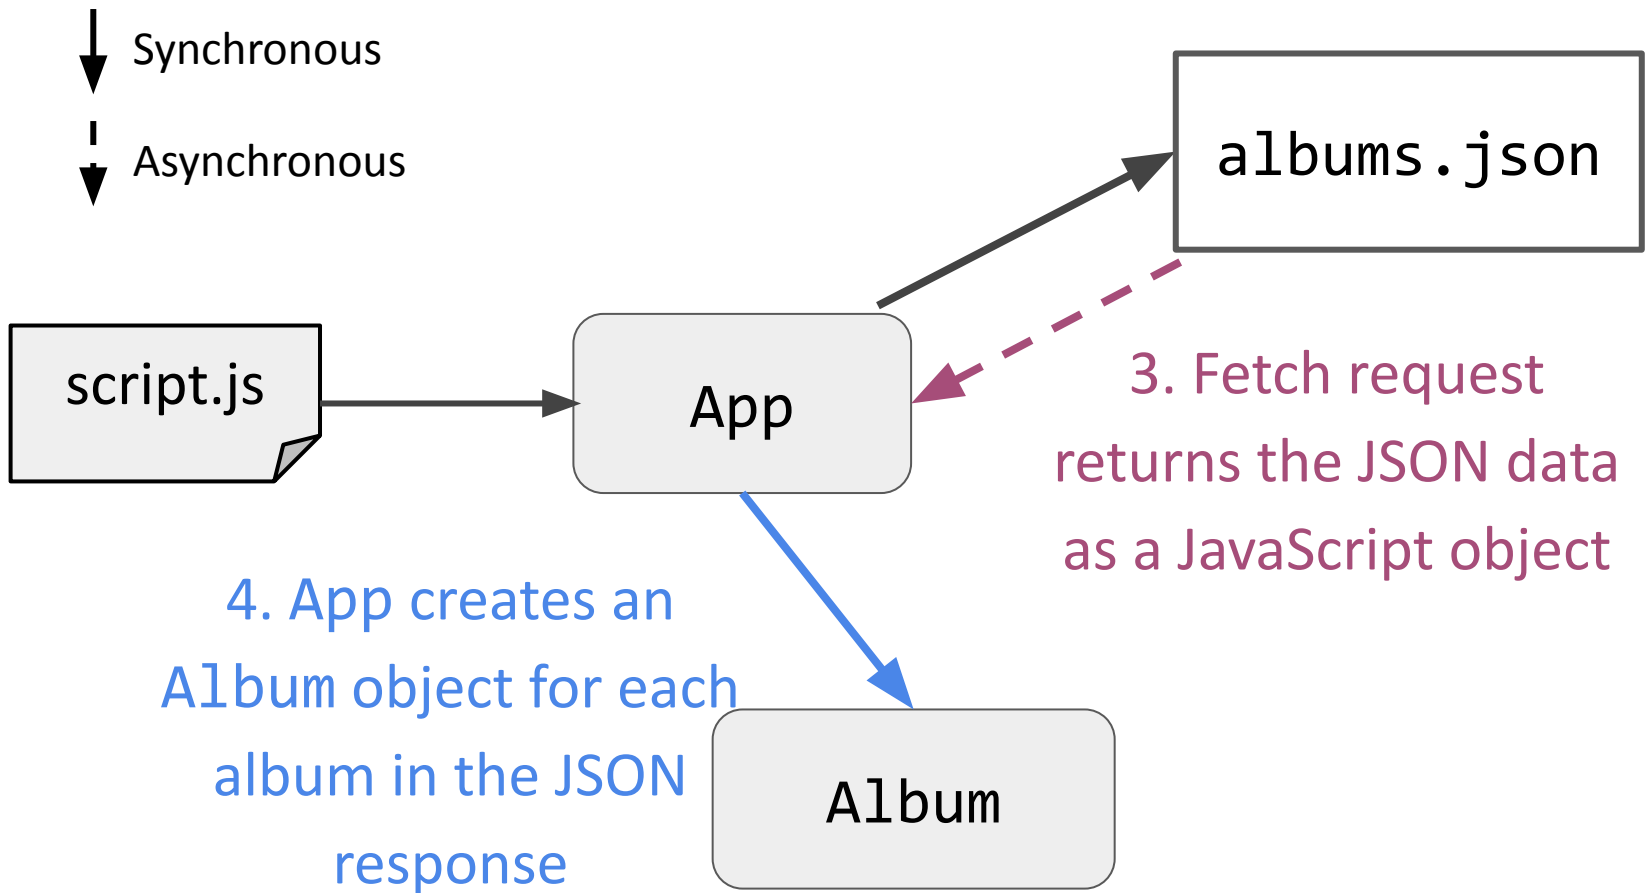 Synchronous
Asynchronous
albums.json
script.js
App
3. Fetch request
returns the JSON data
as a JavaScript object
4. App creates an
Album object for each
album in the JSON
response
Album